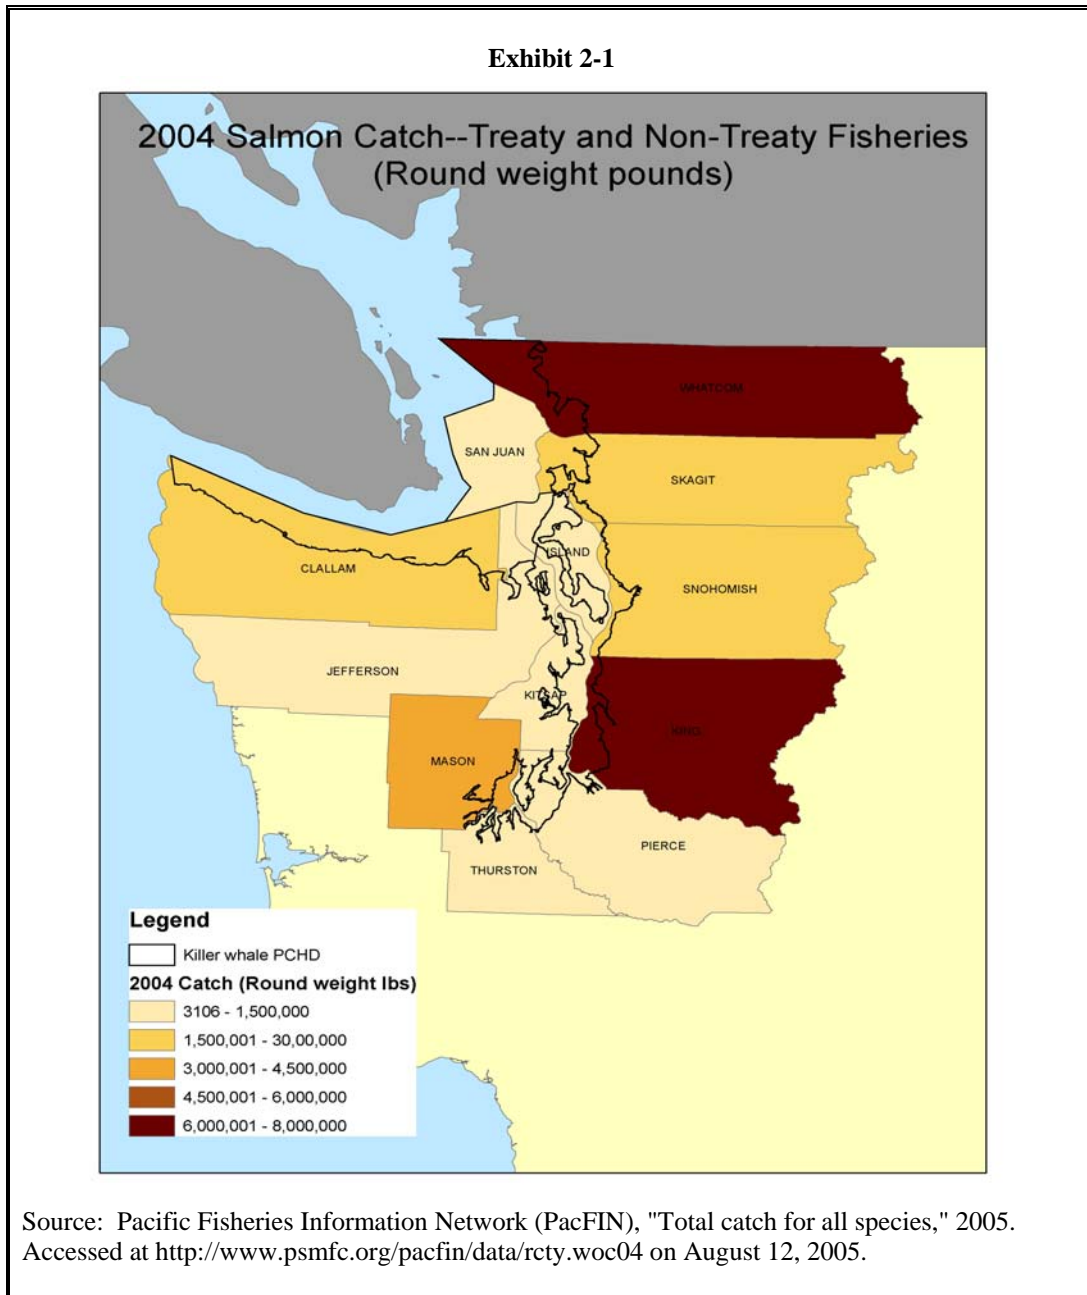 Exhibit 2-1
2004 Salmon Catch--Treaty and Non-Treaty Fisheries
(Round weight pounds)
WHATCOM
SAN JUAN
SKAGIT
ISLAND
CLALLAM
SNOHOMISH
JEFFERSON
KITSAP
KING
MASON
PIERCE
THURSTON
Legend
Killer whale PCHD
2004 Catch (Round weight lbs)
3106 - 1,500,000
1,500,001 - 30,00,000
3,000,001 - 4,500,000
4,500,001 - 6,000,000
6,000,001 - 8,000,000
Source:  Pacific Fisheries Information Network (PacFIN), "Total catch for all species," 2005.
Accessed at http://www.psmfc.org/pacfin/data/rcty.woc04 on August 12, 2005.